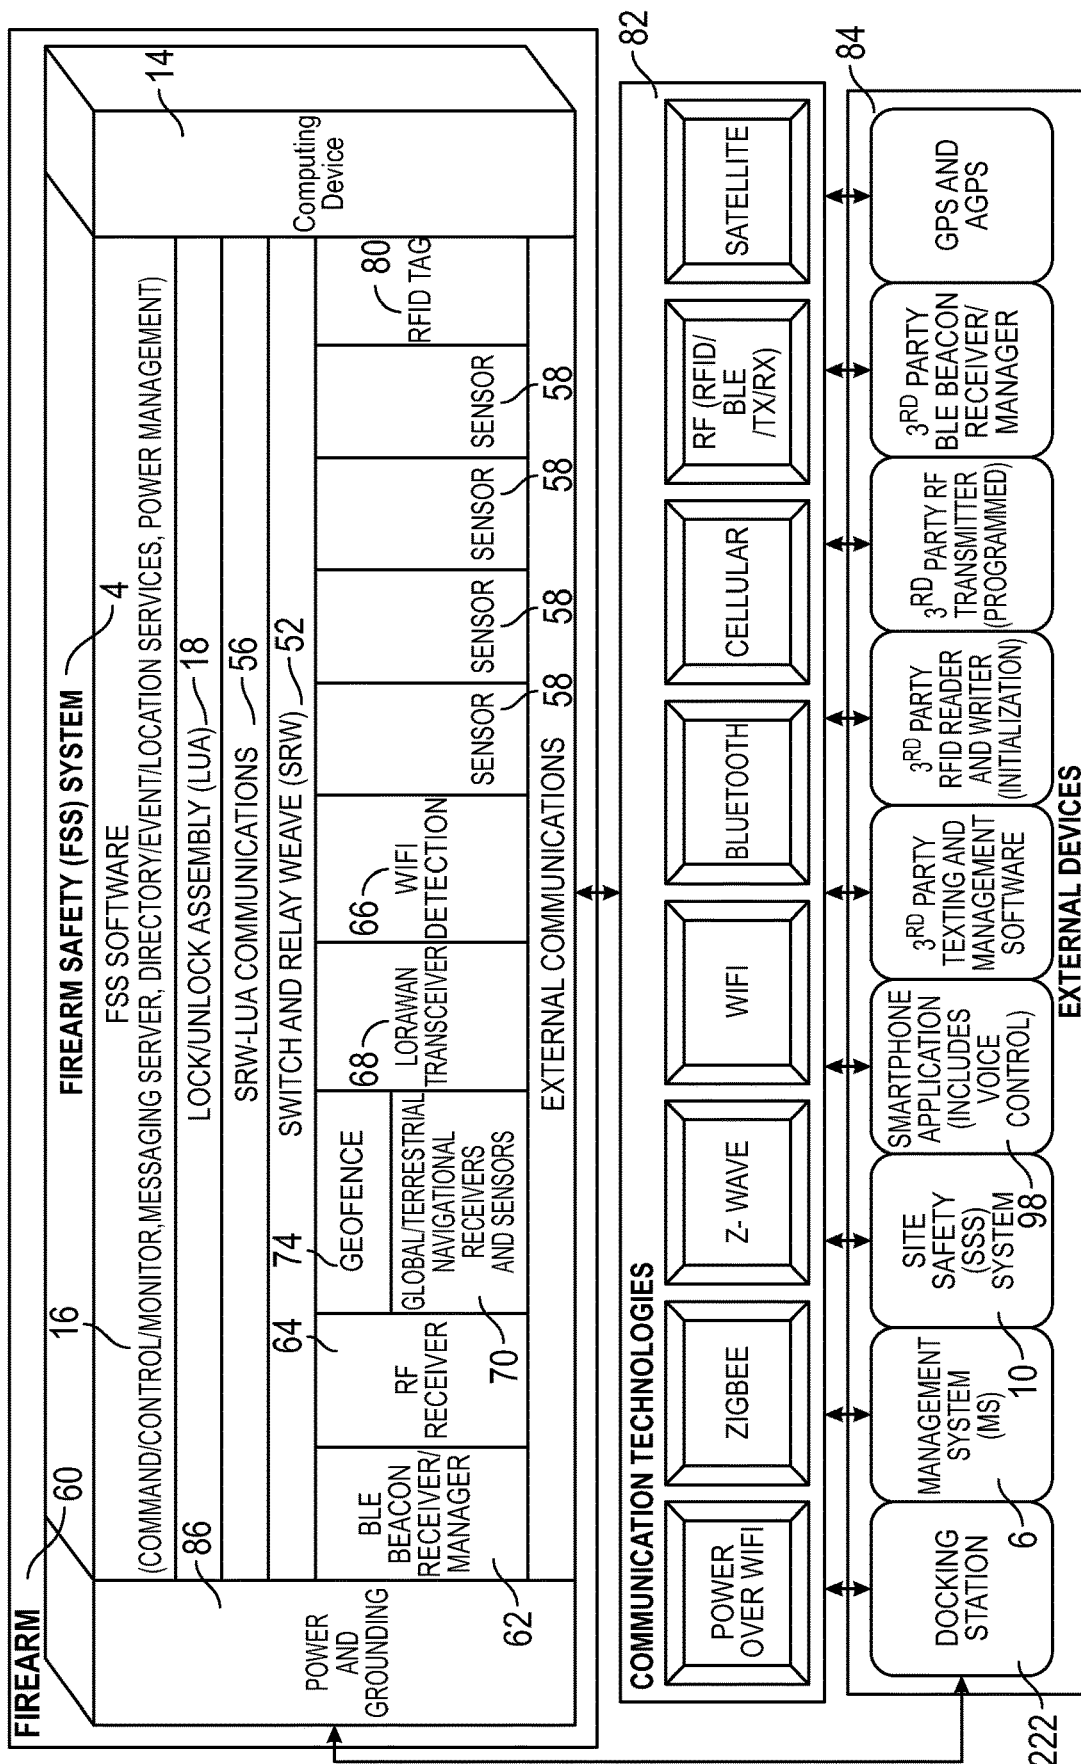 FIREARM
60
FIREARM SAFETY (FSS) SYSTEM
4
16
FSS SOFTWARE
(COMMAND/CONTROL/MONITOR,MESSAGING SERVER, DIRECTORY/EVENT/LOCATION SERVICES, POWER MANAGEMENT)
LOCK/UNLOCK ASSEMBLY (LUA)
18
SRW-LUA COMMUNICATIONS
56
SWITCH AND RELAY WEAVE (SRW)
52
86
POWER
AND
GROUNDING
14
Computing
Device
BLE
BEACON
RECEIVER/
MANAGER
62
64
RF
RECEIVER
74
GEOFENCE
GLOBAL/TERRESTRIAL
NAVIGATIONAL
RECEIVERS
AND SENSORS
70
68
LORAWAN
TRANSCEIVER
66
WIFI
DETECTION
SENSOR
58
SENSOR
58
SENSOR
58
SENSOR
58
80
RFID TAG
EXTERNAL COMMUNICATIONS
COMMUNICATION TECHNOLOGIES
82
POWER
OVER WIFI
ZIGBEE
Z- WAVE
WIFI
BLUETOOTH
CELLULAR
RF (RFID/
BLE
/TX/RX)
SATELLITE
84
DOCKING
STATION
222
MANAGEMENT
SYSTEM
(MS)
6
SITE
SAFETY
(SSS)
SYSTEM
10
SMARTPHONE
APPLICATION
(INCLUDES
VOICE
CONTROL)
98
3RD PARTY
TEXTING AND
MANAGEMENT
SOFTWARE
3RD PARTY
RFID READER
AND WRITER
(INITIALIZATION)
3RD PARTY RF
TRANSMITTER
(PROGRAMMED)
3RD PARTY
BLE BEACON
RECEIVER/
MANAGER
GPS AND
AGPS
EXTERNAL DEVICES